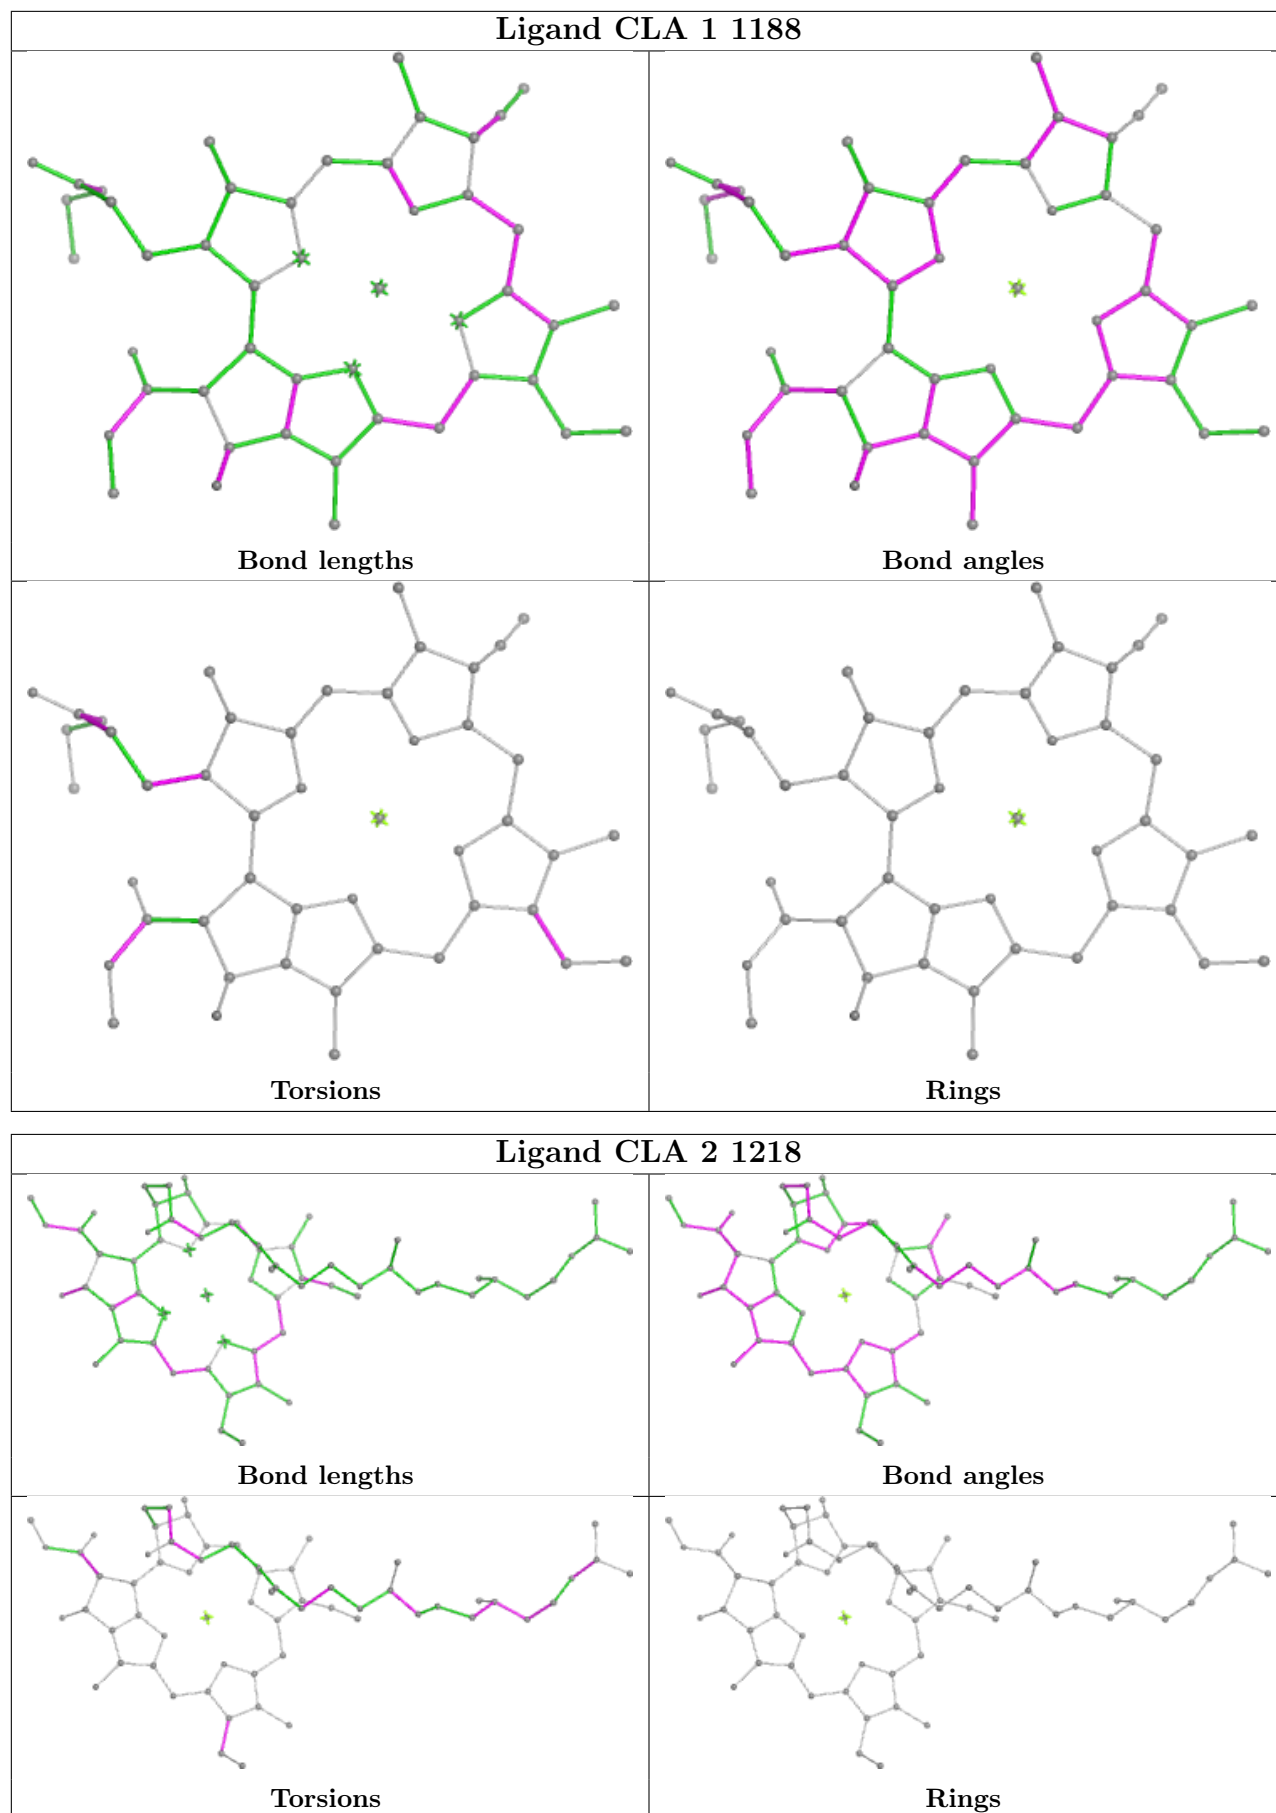 Ligand CLA 1 1188
Bond lengths
Bond angles
Torsions
Rings
Ligand CLA 2 1218
Bond lengths
Bond angles
Torsions
Rings